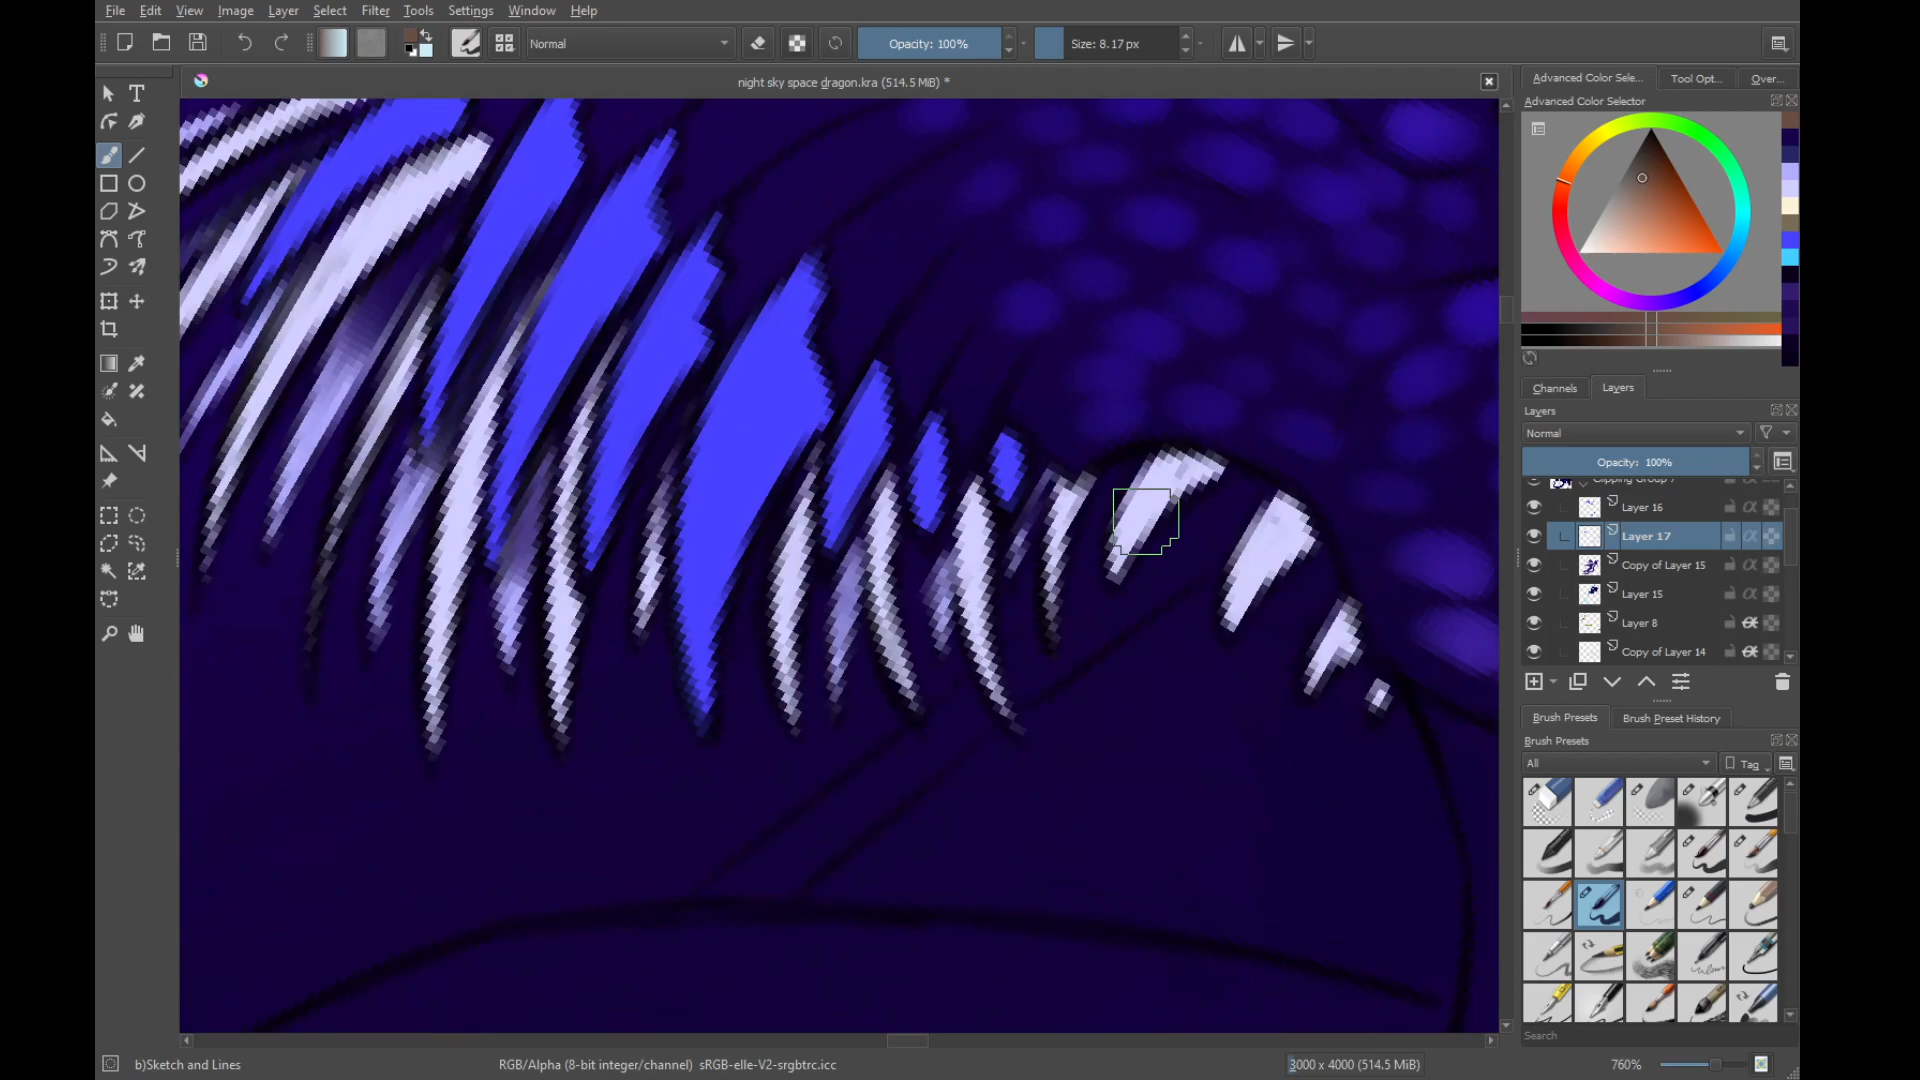 File Edit View Image Layer Select Filter Tools Settings Window Help
Normal Opacity: 100% Size: 8.17 px
night sky space dragon.kra (514.5 MiB) *
Advanced Color Sele... Tool Opt... Over...
Advanced Color Selector
Channels Layers
Layers
Normal
Opacity: 100%
Clipping Group 7
Layer 16
Layer 17
Copy of Layer 15
Layer 15
Layer 8
Copy of Layer 14
Brush Presets Brush Preset History
Brush Presets
All Tag
Search
b)Sketch and Lines RGB/Alpha (8-bit integer/channel) sRGB-elle-V2-srgbtrc.icc 3000 x 4000 (514.5 MiB) 760%